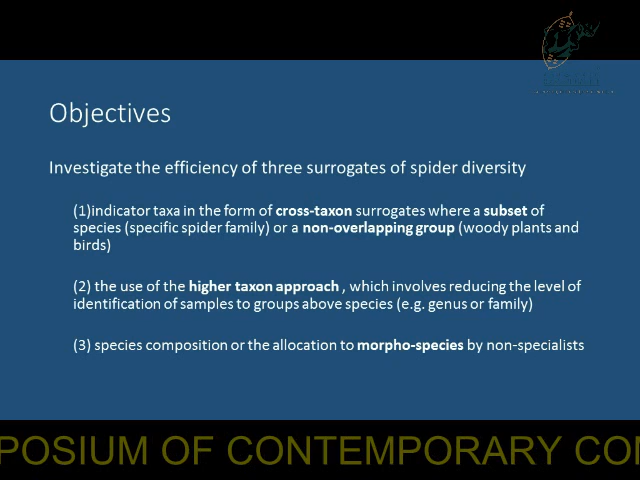 Objectives
Investigate the efficiency of three surrogates of spider diversity
(1)indicator taxa in the form of cross-taxon surrogates where a subset of
species (specific spider family) or a non-overlapping group (woody plants and
birds)
(2) the use of the higher taxon approach , which involves reducing the level of
identification of samples to groups above species (e.g. genus or family)
(3) species composition or the allocation to morpho-species by non-specialists
POSIUM OF CONTEMPORARY CON